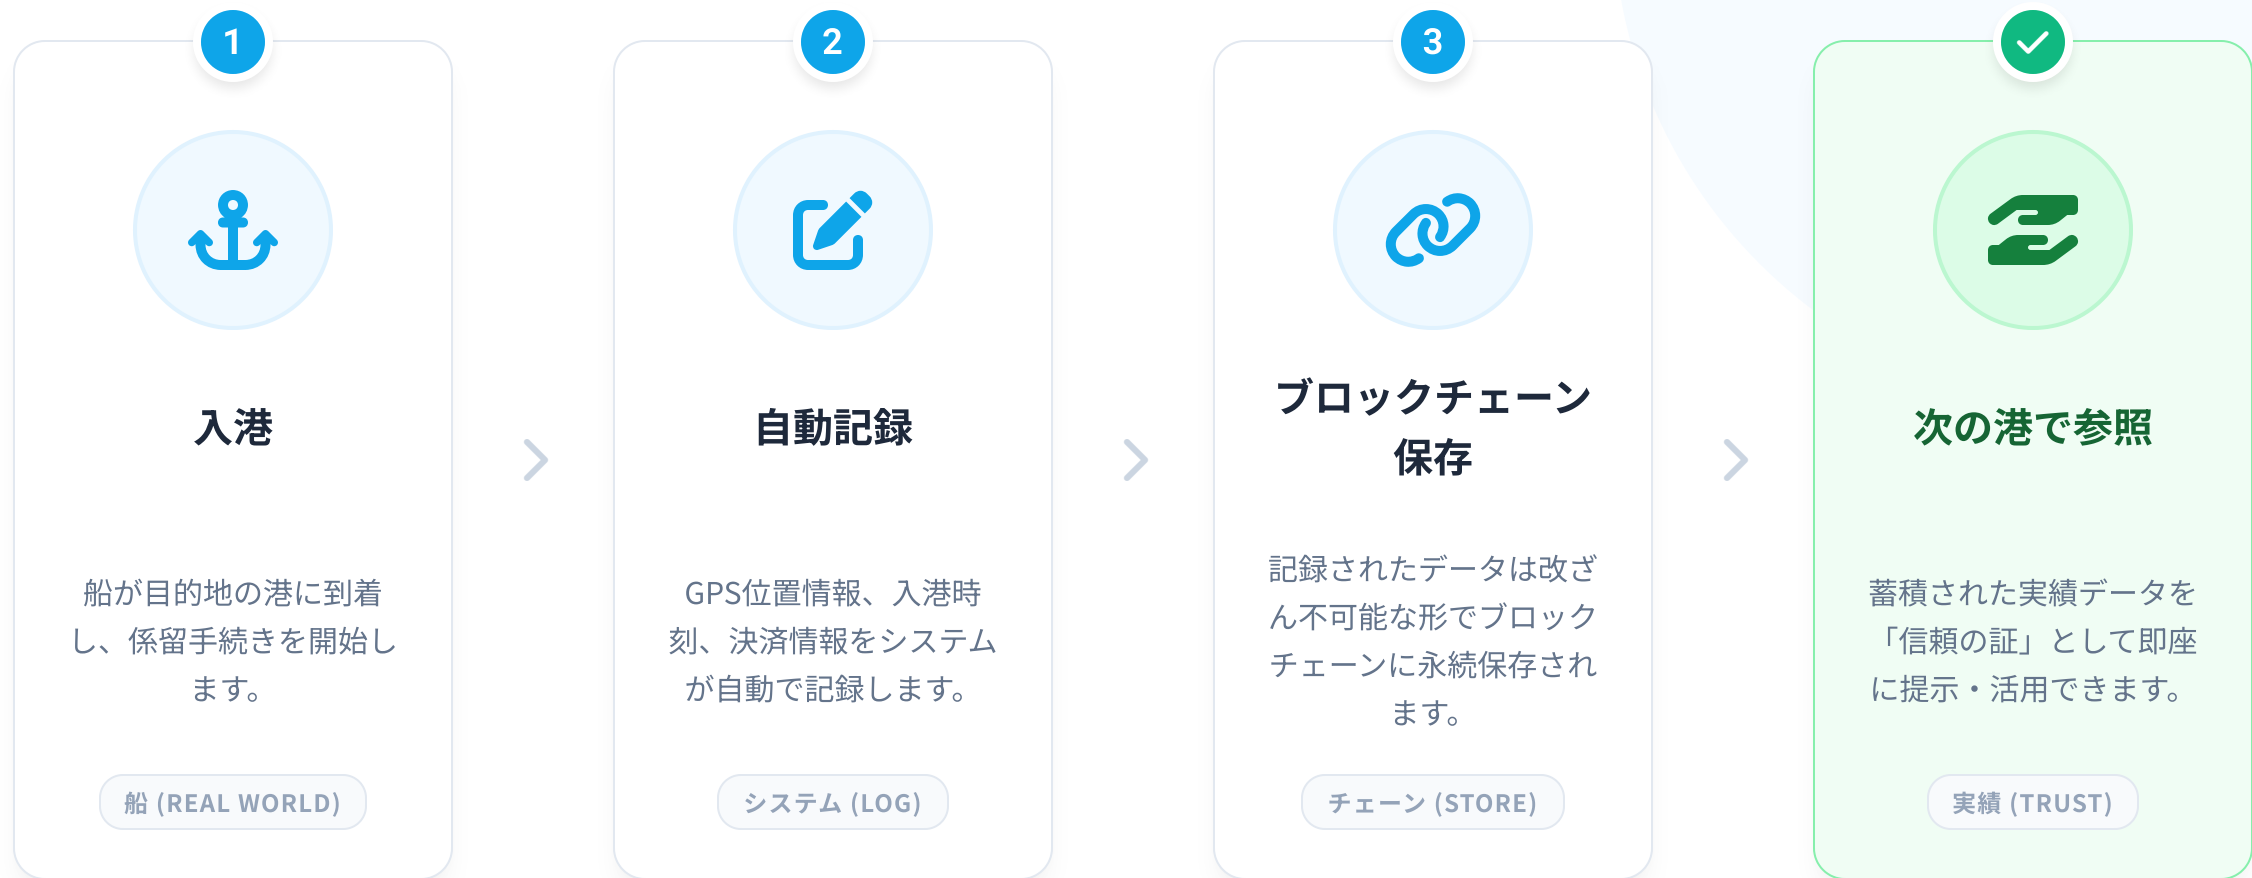 1
入港
船が目的地の港に到着
し、係留手続きを開始し
ます。
船 (REAL WORLD)
2
自動記録
GPS位置情報、入港時
刻、決済情報をシステム
が自動で記録します。
システム (LOG)
3
ブロックチェーン
保存
記録されたデータは改ざ
ん不可能な形でブロック
チェーンに永続保存され
ます。
チェーン (STORE)
次の港で参照
蓄積された実績データを
「信頼の証」として即座
に提示・活用できます。
実績 (TRUST)